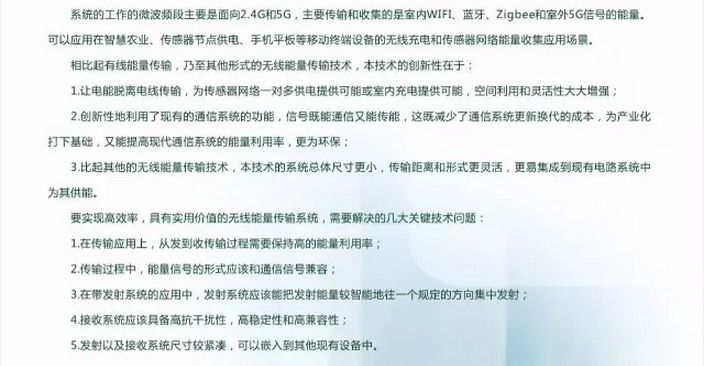 系统的工作的微波频段主要是面向2.4G和5G，主要传输和收集的是室内WIFI、蓝牙、Zigbee和室外5G信号的能量。
可以应用在智慧农业、传感器节点供电、手机平板等移动终端设备的无线充电和传感器网络能量收集应用场景。
相比起有线能量传输，乃至其他形式的无线能量传输技术，本技术的创新性在于：
1.让电能脱离电线传输，为传感器网络一对多供电提供可能或室内充电提供可能，空间利用和灵活性大大增强；
2.创新性地利用了现有的通信系统的功能，信号既能通信又能传能，这既减少了通信系统更新换代的成本，为产业化
打下基础，又能提高现代通信系统的能量利用率，更为环保；
3.比起其他的无线能量传输技术，本技术的系统总体尺寸更小，传输距离和形式更灵活，更易集成到现有电路系统中
为其供能。
要实现高效率，具有实用价值的无线能量传输系统，需要解决的几大关键技术问题：
1.在传输应用上，从发到收传输过程需要保持高的能量利用率；
2.传输过程中，能量信号的形式应该和通信信号兼容；
3.在带发射系统的应用中，发射系统应该能把发射能量较智能地往一个规定的方向集中发射；
4.接收系统应该具备高抗干扰性，高稳定性和高兼容性；
5.发射以及接收系统尺寸较紧凑，可以嵌入到其他现有设备中。